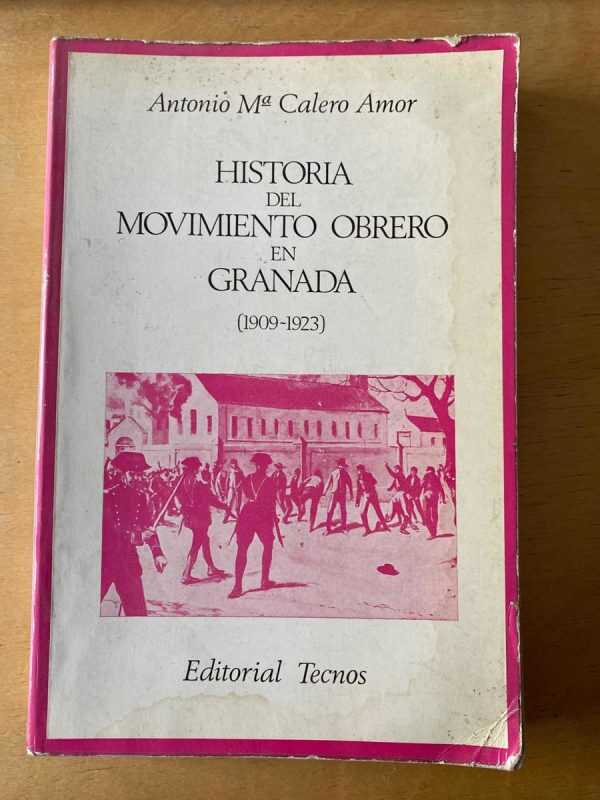 Antonio Mª Calero Amor
HISTORIA
DEL
MOVIMIENTO OBRERO
EN
GRANADA
(1909-1923)
Editorial Tecnos